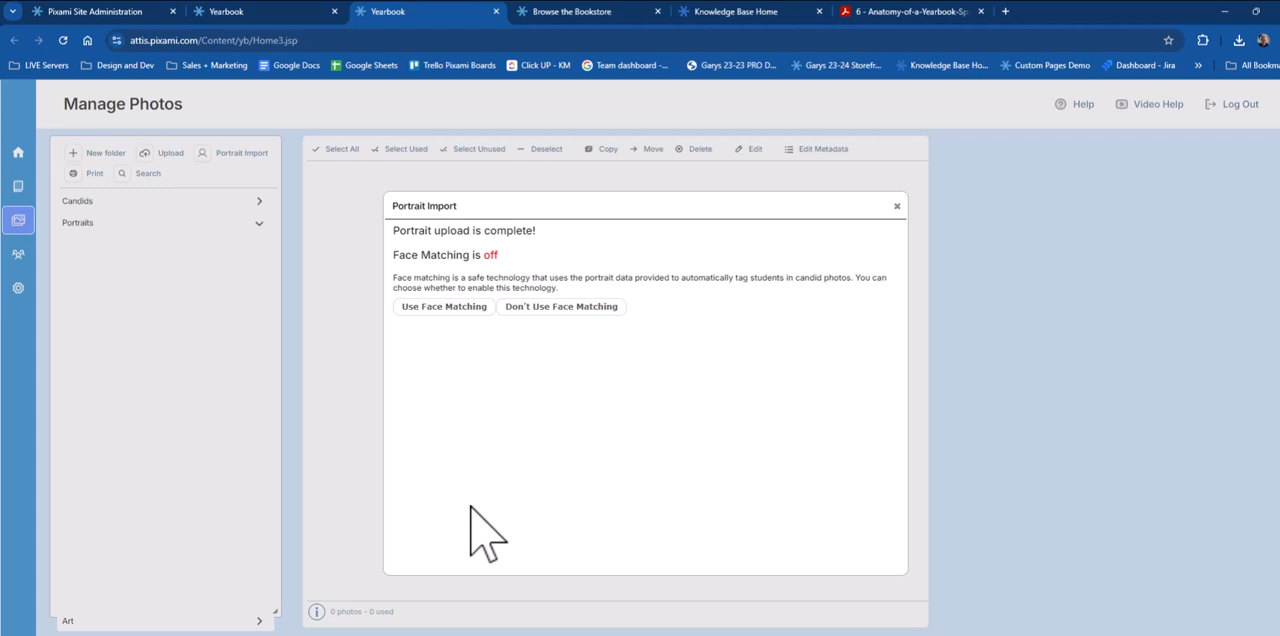 Pixami Site Administration
Yearbook
Yearbook
Browse the Bookstore
Knowledge Base Home
6 - Anatomy-of-a-Yearbook-Sp
attis.pixami.com/Content/yb/Home3.jsp
LIVE Servers
Design and Dev
Sales + Marketing
Google Docs
Google Sheets
Trello Pixami Boards
Click UP - KM
Team dashboard -...
Garys 23-23 PRO D...
Garys 23-24 Storefr...
Knowledge Base Ho...
Custom Pages Demo
Dashboard - Jira
»
All Bookma
Manage Photos
Help
Video Help
Log Out
New folder
Upload
Portrait Import
Print
Search
Candids
Portraits
Art
Select All
Select Used
Select Unused
Deselect
Copy
Move
Delete
Edit
Edit Metadata
Portrait Import
Portrait upload is complete!
Face Matching is off
Face matching is a safe technology that uses the portrait data provided to automatically tag students in candid photos. You can
choose whether to enable this technology.
Use Face Matching
Don't Use Face Matching
0 photos - 0 used